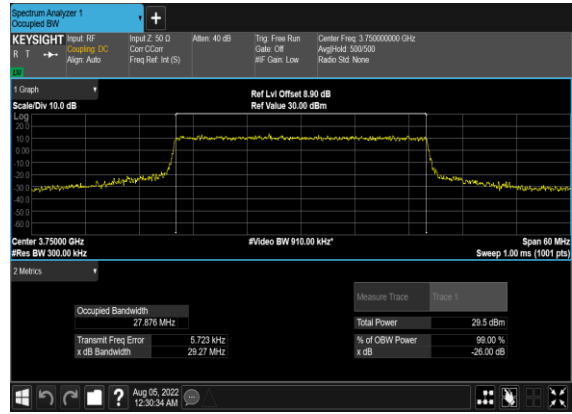 Spectrum Analyzer 1
Occupied BW
+
KEYSIGHT Input: RF Input Z: 50 Ω Atten: 40 dB Trig: Free Run Center Freq: 3.750000000 GHz
R T Coupling: DC Corr CCorr Gate: Off Avg|Hold: 500/500
Align: Auto Freq Ref: Int (S) #IF Gain: Low Radio Std: None
1 Graph
Ref Lvl Offset 8.90 dB
Scale/Div 10.0 dB Ref Value 30.00 dBm
Log
20.0
10.0
0.00
-10.0
-20.0
-30.0
-40.0
-50.0
-60.0
Center 3.75000 GHz #Video BW 910.00 kHz* Span 60 MHz
#Res BW 300.00 kHz Sweep 1.00 ms (1001 pts)
2 Metrics
Measure Trace Trace 1
Occupied Bandwidth
27.876 MHz Total Power 29.5 dBm
Transmit Freq Error 5.723 kHz % of OBW Power 99.00 %
x dB Bandwidth 29.27 MHz x dB -26.00 dB
? Aug 05, 2022
12:30:34 AM